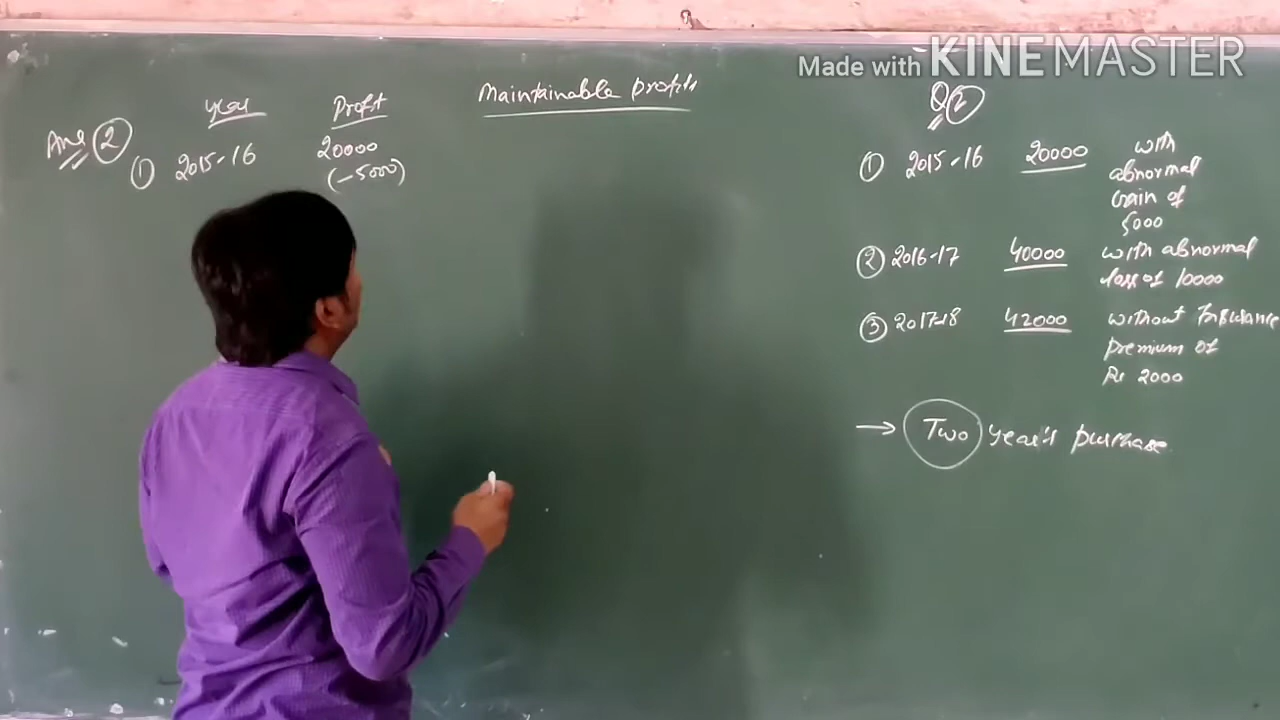 Made with KINEMASTER
Maintainable profits
Year Profit
Ans 2
① 2015-16 20000
(-5000)
Q 2
① 2015-16 20000 with
abnormal
Gain of
5000
② 2016-17 40000 with abnormal
loss of 10000
③ 2017-18 42000 without Insurance
premium of
Rs 2000
→ Two year's purchase